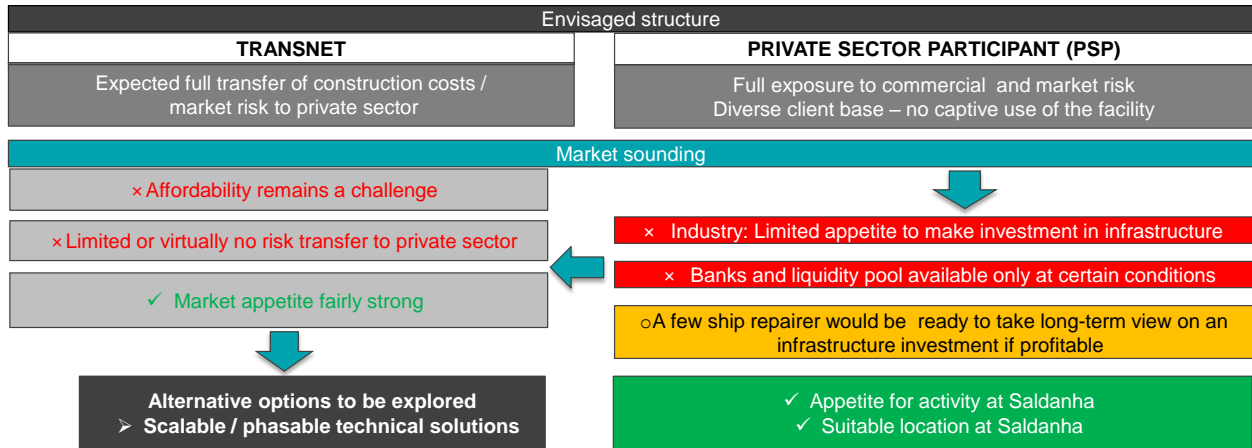 Envisaged structure
TRANSNET
Expected full transfer of construction costs /
market risk to private sector
PRIVATE SECTOR PARTICIPANT (PSP)
Full exposure to commercial and market risk
Diverse client base – no captive use of the facility
Market sounding
× Affordability remains a challenge
× Limited or virtually no risk transfer to private sector
✓ Market appetite fairly strong
Alternative options to be explored
➢ Scalable / phasable technical solutions
× Industry: Limited appetite to make investment in infrastructure
× Banks and liquidity pool available only at certain conditions
o A few ship repairer would be ready to take long-term view on an
infrastructure investment if profitable
✓ Appetite for activity at Saldanha
✓ Suitable location at Saldanha